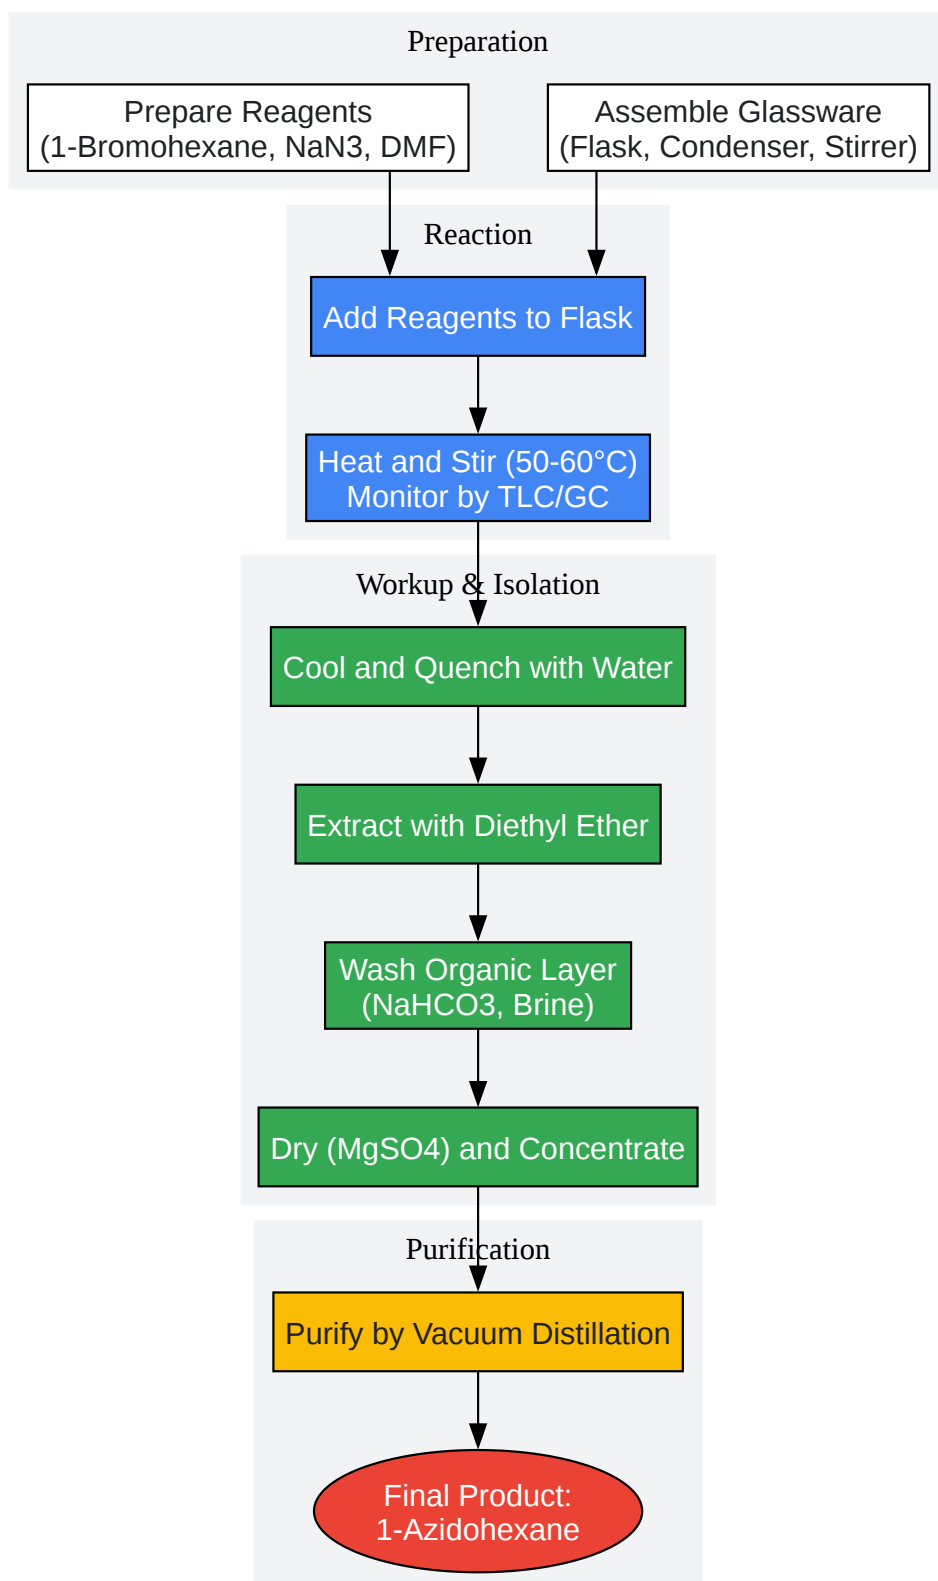 Preparation
Prepare Reagents
(1-Bromohexane, NaN3, DMF)
Assemble Glassware
(Flask, Condenser, Stirrer)
Reaction
Add Reagents to Flask
Heat and Stir (50-60°C)
Monitor by TLC/GC
Workup & Isolation
Cool and Quench with Water
Extract with Diethyl Ether
Wash Organic Layer
(NaHCO3, Brine)
Dry (MgSO4) and Concentrate
Purification
Purify by Vacuum Distillation
Final Product:
1-Azidohexane